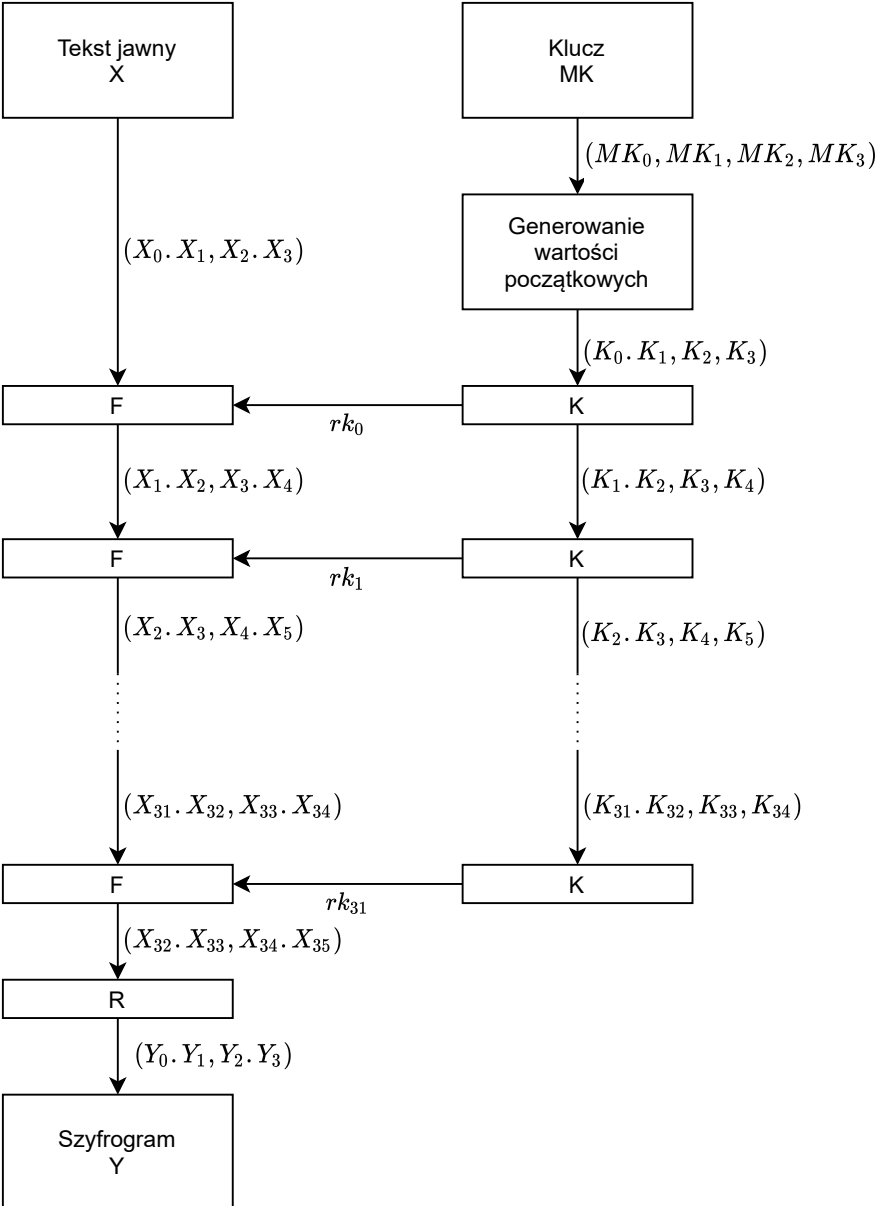 Tekst jawny
X
Klucz
MK
(MK₀, MK₁, MK₂, MK₃)
Generowanie
wartości
początkowych
(X₀. X₁, X₂. X₃)
(K₀. K₁, K₂, K₃)
F
K
rk₀
(X₁. X₂, X₃. X₄)
(K₁. K₂, K₃, K₄)
F
K
rk₁
(X₂. X₃, X₄. X₅)
(K₂. K₃, K₄, K₅)
(X₃₁. X₃₂, X₃₃. X₃₄)
(K₃₁. K₃₂, K₃₃, K₃₄)
F
K
rk₃₁
(X₃₂. X₃₃, X₃₄. X₃₅)
R
(Y₀. Y₁, Y₂. Y₃)
Szyfrogram
Y